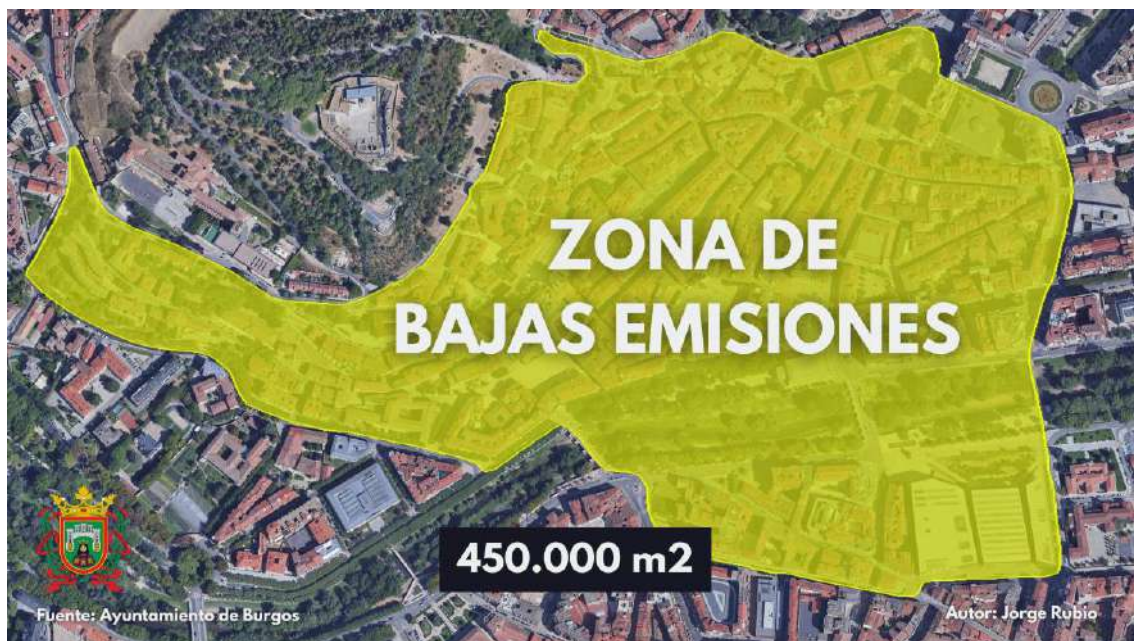 ZONA DE
BAJAS EMISIONES
450.000 m2
Fuente: Ayuntamiento de Burgos
Autor: Jorge Rubio